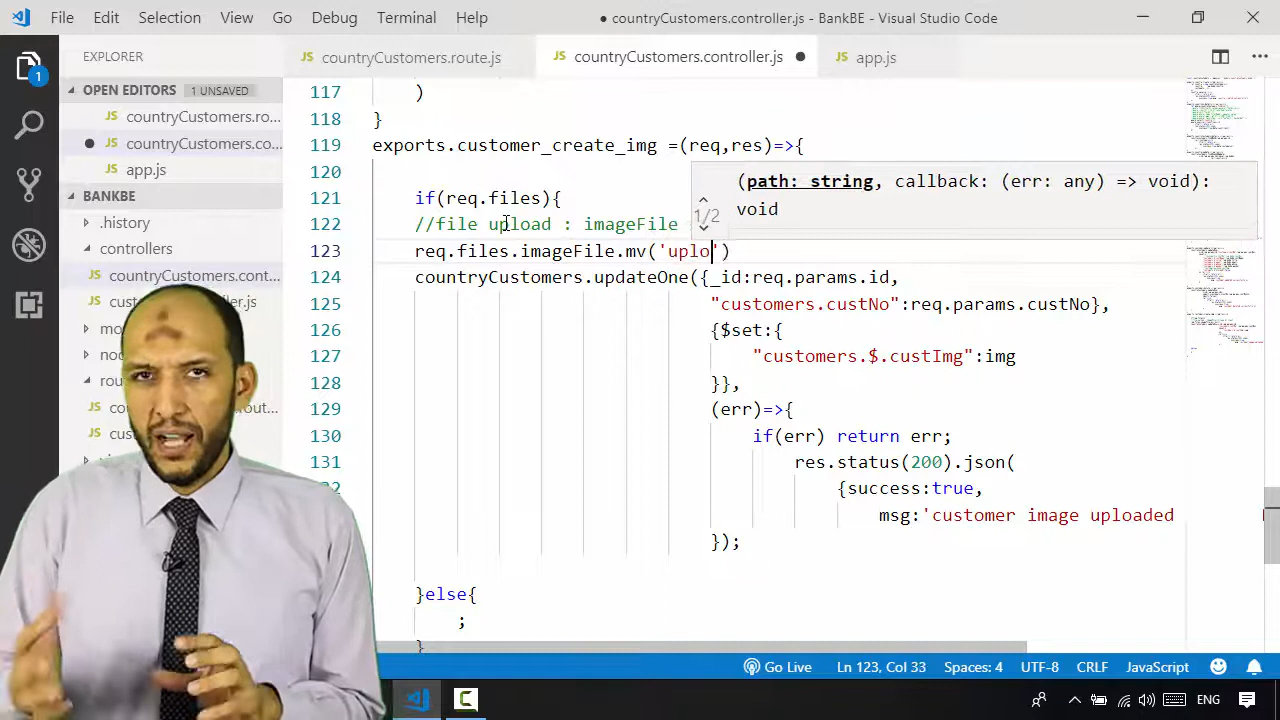 File Edit Selection View Go Debug Terminal Help
● countryCustomers.controller.js - BankBE - Visual Studio Code
EXPLORER
JS countryCustomers.route.js
JS countryCustomers.controller.js ●
JS app.js
1
OPEN EDITORS 1 UNSAVED
JS countryCustomers.ro...
● JS countryCustomers.co...
JS app.js
BANKBE
.history
controllers
JS countryCustomers.cont...
117 )
118 }
119 exports.customer_create_img =(req,res)=>{
120
(path: string, callback: (err: any) => void):
void
1/2
121 if(req.files){
122 //file upload : imageFile
123 req.files.imageFile.mv('uplo')
124 countryCustomers.updateOne({_id:req.params.id,
125 "customers.custNo":req.params.custNo},
126 {$set:{
127 "customers.$.custImg":img
128 }},
129 (err)=>{
130 if(err) return err;
131 res.status(200).json(
{success:true,
msg:'customer image uploaded
});
}else{
;
}
Go Live Ln 123, Col 33 Spaces: 4 UTF-8 CRLF JavaScript
ENG